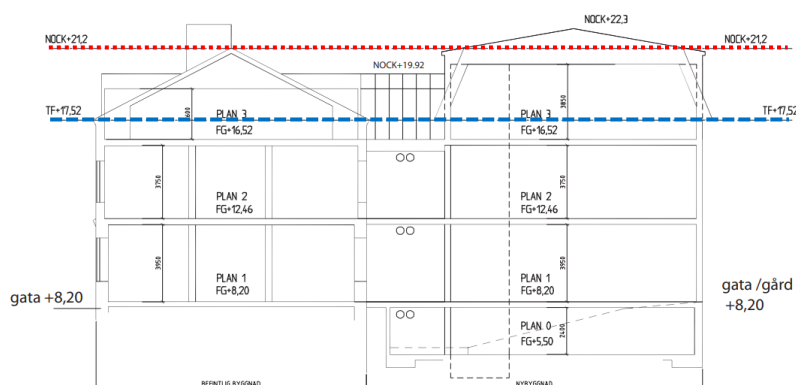 NOCK+22,3
NOCK+21,2
NOCK+21,2
NOCK+19.92
TF+17,52
TF+17,52
PLAN 3
FG+16,52
2600
PLAN 3
FG+16,52
3850
PLAN 2
FG+12,46
3750
PLAN 2
FG+12,46
3750
PLAN 1
FG+8,20
3950
PLAN 1
FG+8,20
3950
gata +8,20
gata /gård
+8,20
PLAN 0
FG+5,50
2400
BEFINTLIG BYGGNAD
NYBYGGNAD